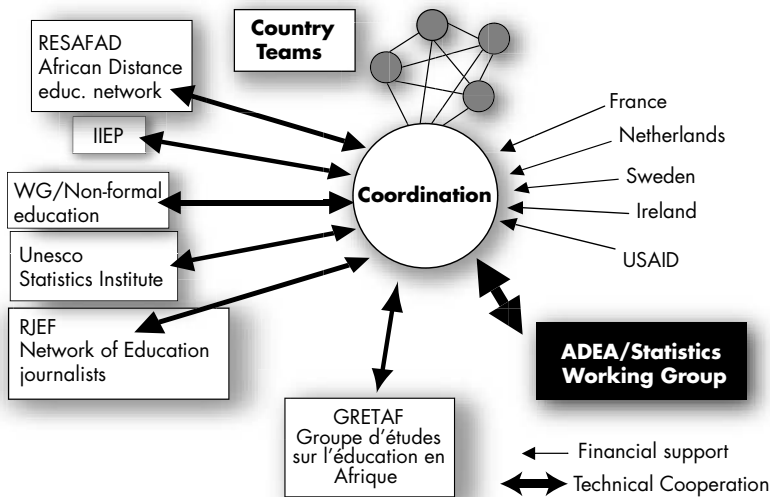 RESAFAD
African Distance
educ. network
Country
Teams
IIEP
WG/Non-formal
education
Unesco
Statistics Institute
RJEF
Network of Education
journalists
Coordination
France
Netherlands
Sweden
Ireland
USAID
ADEA/Statistics
Working Group
GRETAF
Groupe d’études
sur l’éducation en
Afrique
Financial support
Technical Cooperation